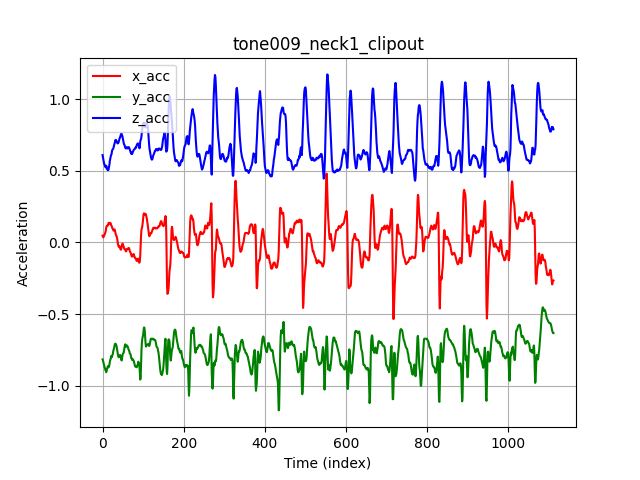 tone009_neck1_clipout
x_acc
y_acc
z_acc
1.0
0.5
0.0
−0.5
−1.0
Acceleration
0 200 400 600 800 1000
Time (index)